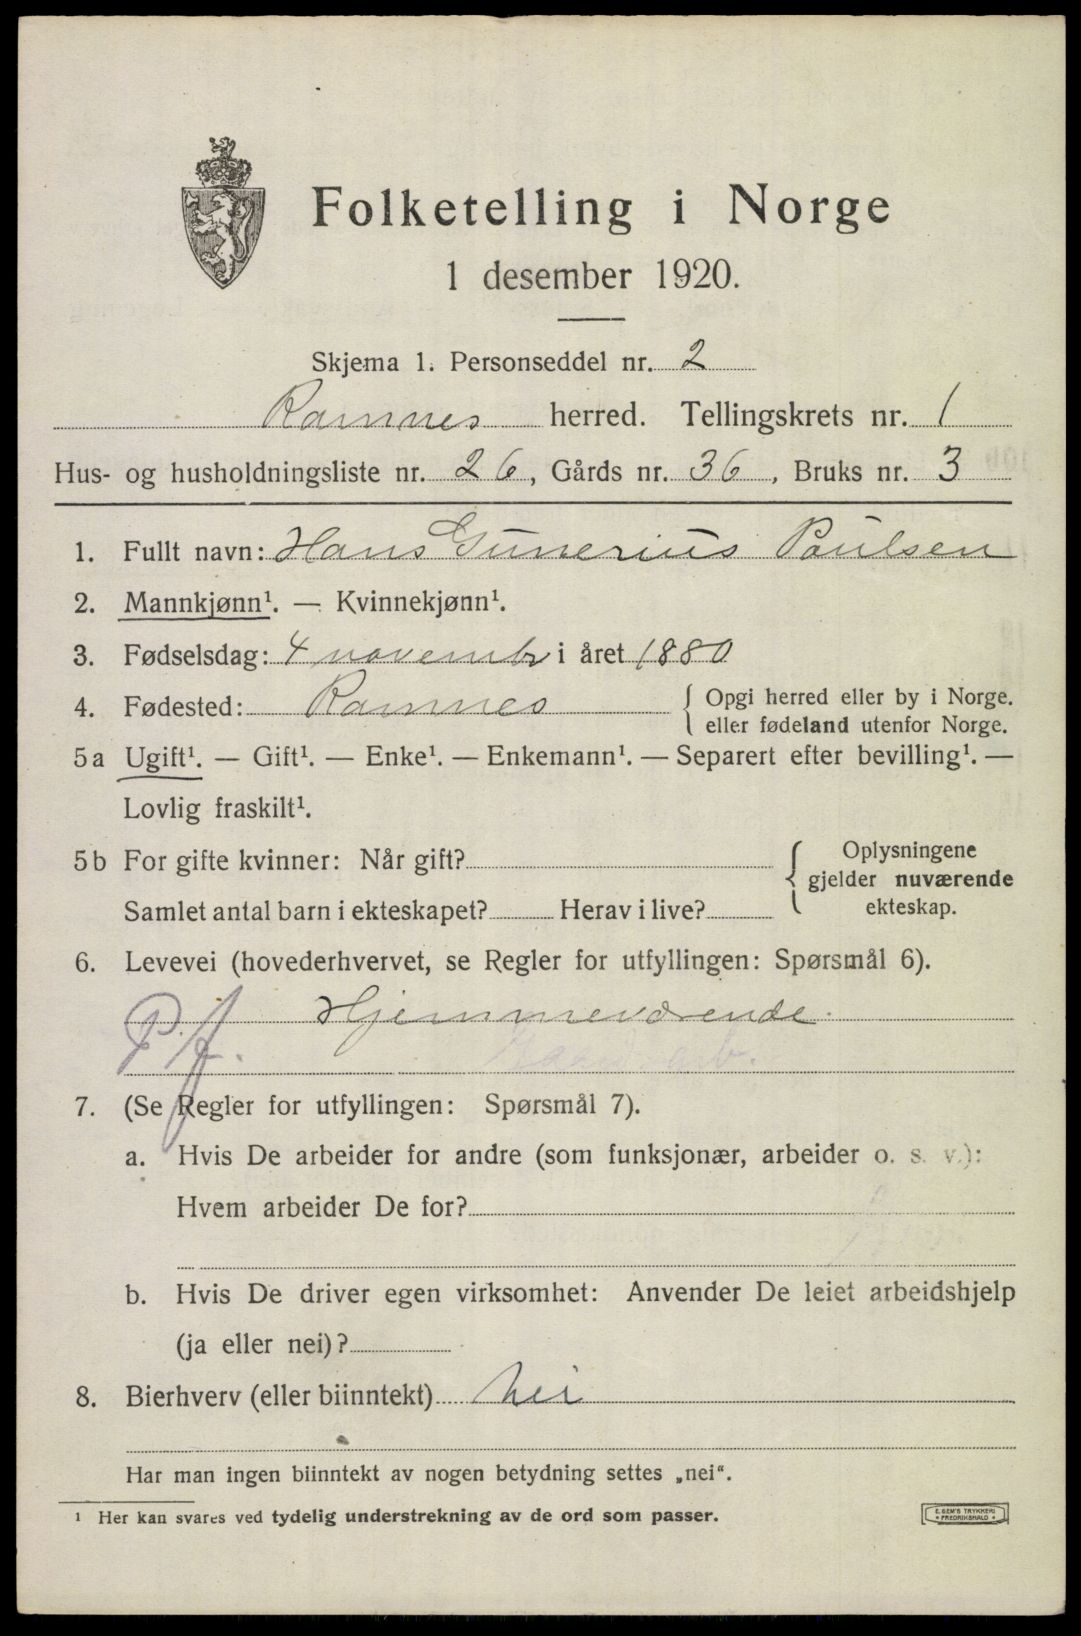 Folketelling i Norge
1 desember 1920.
Skjema 1. Personseddel nr. 2
Ramnes herred. Tellingskrets nr. 1
Hus- og husholdningsliste nr. 26, Gårds nr. 36, Bruks nr. 3
1. Fullt navn: Hans Gunerius Paulsen
2. Mannkjønn¹. — Kvinnekjønn¹.
3. Fødselsdag: 4 novembr i året 1880
4. Fødested: Ramnes { Opgi herred eller by i Norge.
eller fødeland utenfor Norge.
5a Ugift¹. — Gift¹. — Enke¹. — Enkemann¹. — Separert efter bevilling¹. —
Lovlig fraskilt¹.
5b For gifte kvinner: Når gift?
Samlet antal barn i ekteskapet? Herav i live?
{ Oplysningene
gjelder nuværende
ekteskap.
6. Levevei (hovederhvervet, se Regler for utfyllingen: Spørsmål 6).
Hjemmeværende.
P. f. Gaard. arb.
7. (Se Regler for utfyllingen: Spørsmål 7).
a. Hvis De arbeider for andre (som funksjonær, arbeider o. s. v.):
Hvem arbeider De for?
b. Hvis De driver egen virksomhet: Anvender De leiet arbeidshjelp
(ja eller nei)?
8. Bierhverv (eller biinntekt) Nei
Har man ingen biinntekt av nogen betydning settes „nei“.
¹ Her kan svares ved tydelig understrekning av de ord som passer.
E. SEM'S TRYKKERI
• FREDRIKSHALD •